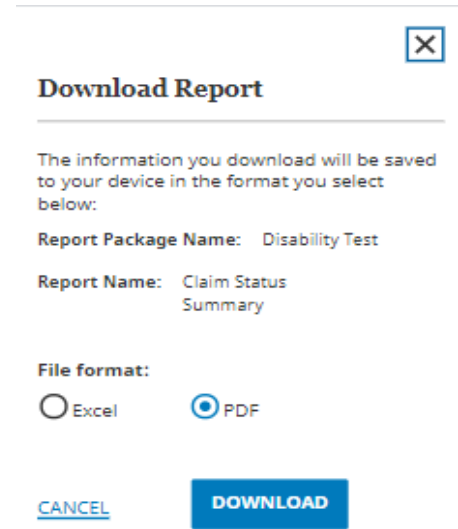 Download Report
The information you download will be saved
to your device in the format you select
below:
Report Package Name: Disability Test
Report Name: Claim Status
Summary
File format:
Excel PDF
CANCEL DOWNLOAD